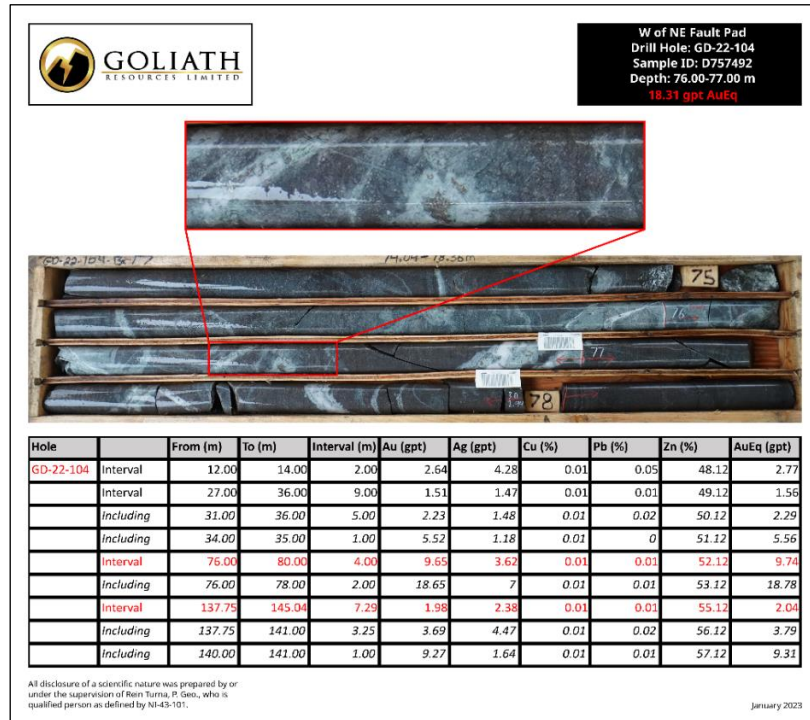 GOLIATH
RESOURCES LIMITED
W of NE Fault Pad
Drill Hole: GD-22-104
Sample ID: D757492
Depth: 76.00-77.00 m
18.31 gpt AuEq
75
76
77
78
Hole From (m) To (m) Interval (m) Au (gpt) Ag (gpt) Cu (%) Pb (%) Zn (%) AuEq (gpt)
GD-22-104 Interval 12.00 14.00 2.00 2.64 4.28 0.01 0.05 48.12 2.77
Interval 27.00 36.00 9.00 1.51 1.47 0.01 0.01 49.12 1.56
Including 31.00 36.00 5.00 2.23 1.48 0.01 0.02 50.12 2.29
Including 34.00 35.00 1.00 5.52 1.18 0.01 0 51.12 5.56
Interval 76.00 80.00 4.00 9.65 3.62 0.01 0.01 52.12 9.74
Including 76.00 78.00 2.00 18.65 7 0.01 0.01 53.12 18.78
Interval 137.75 145.04 7.29 1.98 2.38 0.01 0.01 55.12 2.04
Including 137.75 141.00 3.25 3.69 4.47 0.01 0.02 56.12 3.79
Including 140.00 141.00 1.00 9.27 1.64 0.01 0.01 57.12 9.31
All disclosure of a scientific nature was prepared by or
under the supervision of Rein Turna, P. Geo., who is
qualified person as defined by NI-43-101.
January 2023